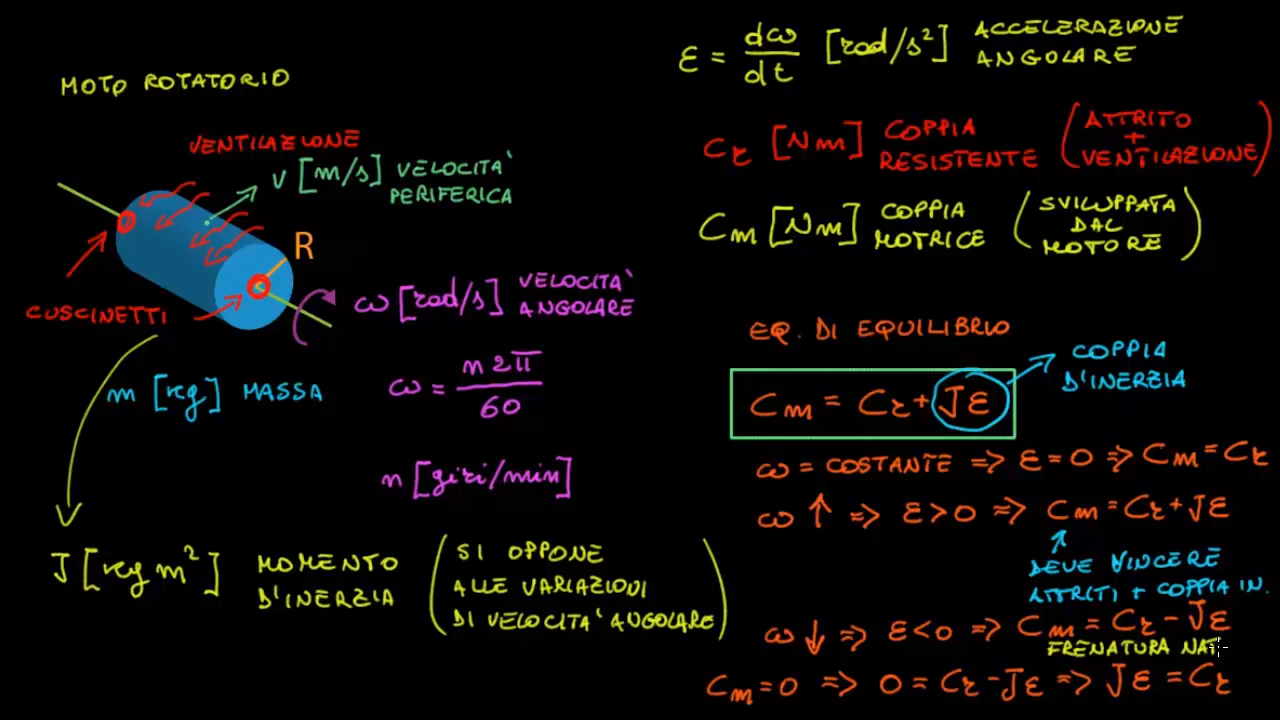 MOTO ROTATORIO
VENTILAZIONE
v [m/s] VELOCITA'
PERIFERICA
R
CUSCINETTI
ω [rad/s] VELOCITA'
ANGOLARE
m [kg] MASSA
ω = n 2π / 60
n [giri/min]
J [kg m²] MOMENTO
D'INERZIA
(SI OPPONE
ALLE VARIAZIONI
DI VELOCITA' ANGOLARE)
ε = dω / dt [rad/s²] ACCELERAZIONE
ANGOLARE
Cr [Nm] COPPIA
RESISTENTE
(ATTRITO
+
VENTILAZIONE)
Cm [Nm] COPPIA
MOTRICE
(SVILUPPATA
DAL
MOTORE)
EQ. DI EQUILIBRIO
COPPIA
D'INERZIA
Cm = Cr + Jε
ω = COSTANTE => ε = 0 => Cm = Cr
ω ↑ => ε > 0 => Cm = Cr + Jε
DEVE VINCERE
ATTRITI + COPPIA IN.
ω ↓ => ε < 0 => Cm = Cr - Jε
FRENATURA NAT
Cm = 0 => 0 = Cr - Jε => Jε = Cr